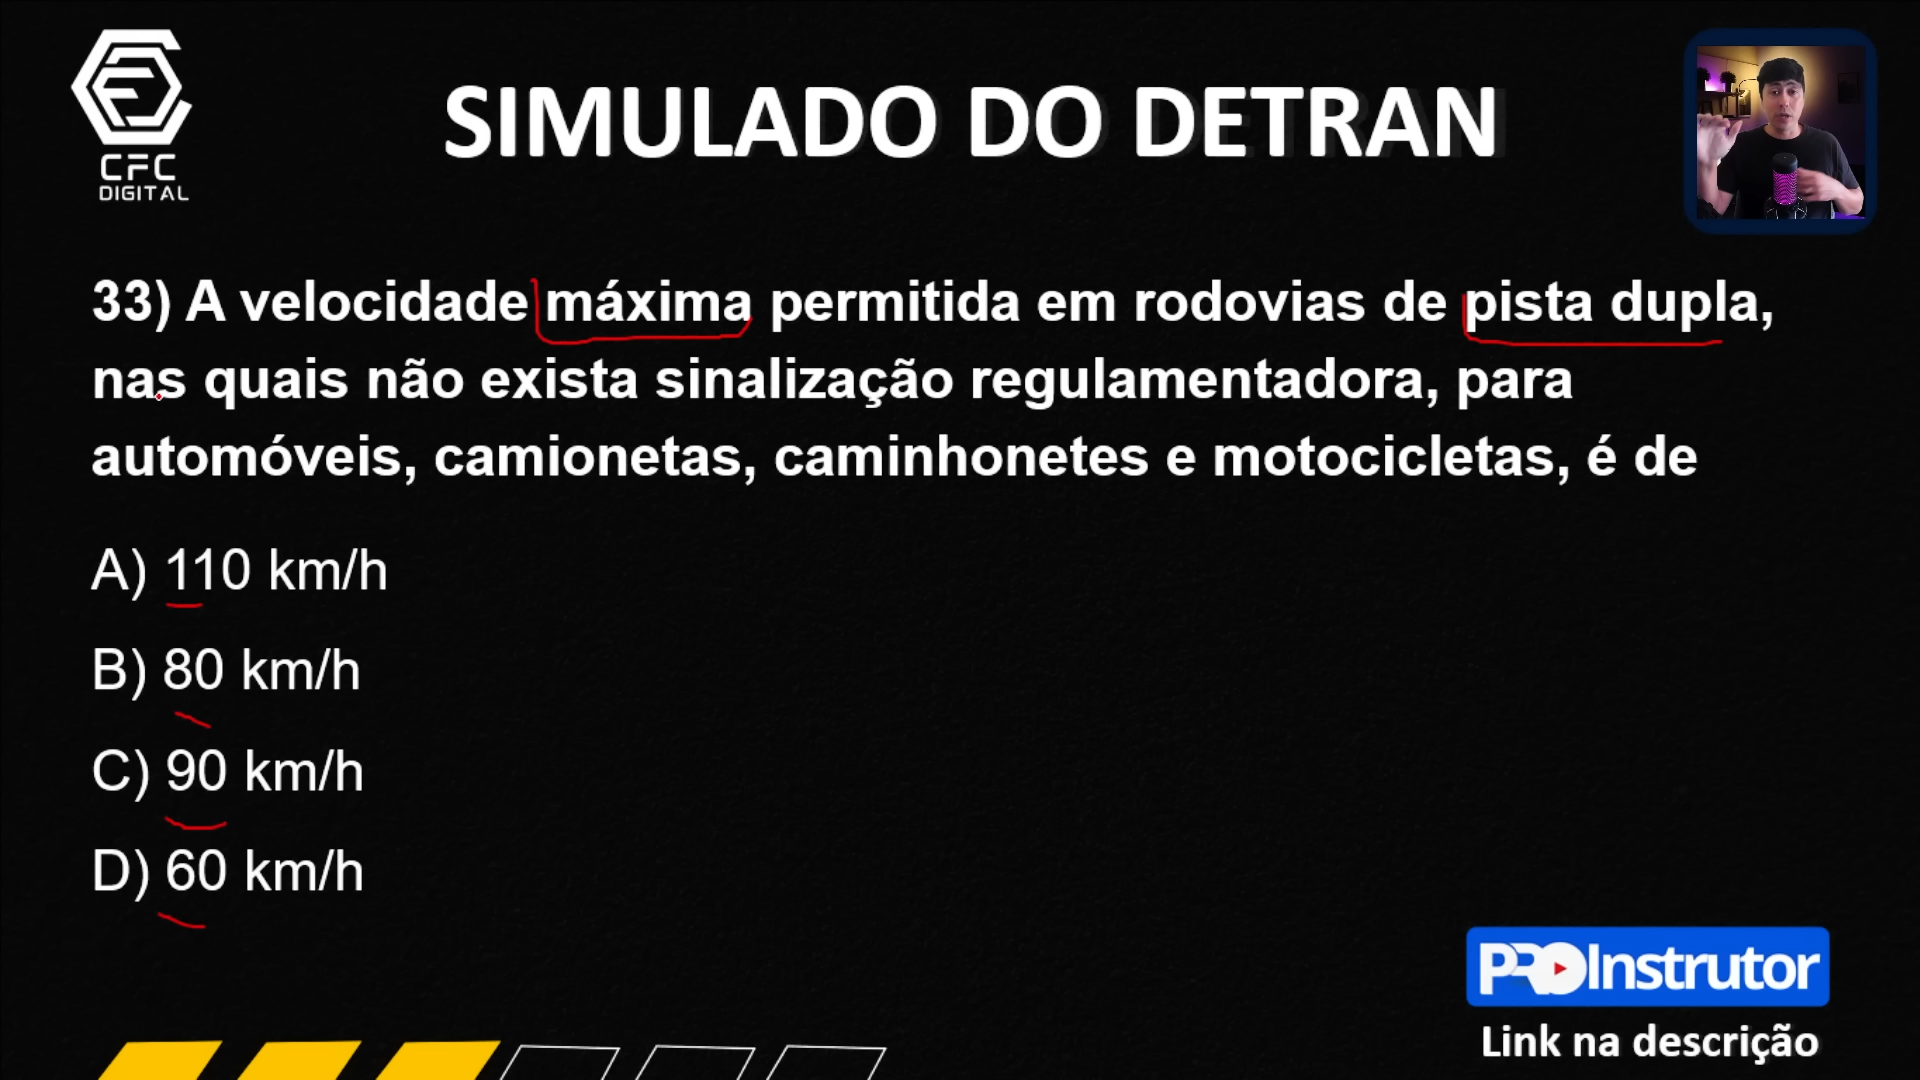 CFC
DIGITAL
SIMULADO DO DETRAN
33) A velocidade máxima permitida em rodovias de pista dupla,
nas quais não exista sinalização regulamentadora, para
automóveis, camionetas, caminhonetes e motocicletas, é de
A) 110 km/h
B) 80 km/h
C) 90 km/h
D) 60 km/h
PROInstrutor
Link na descrição